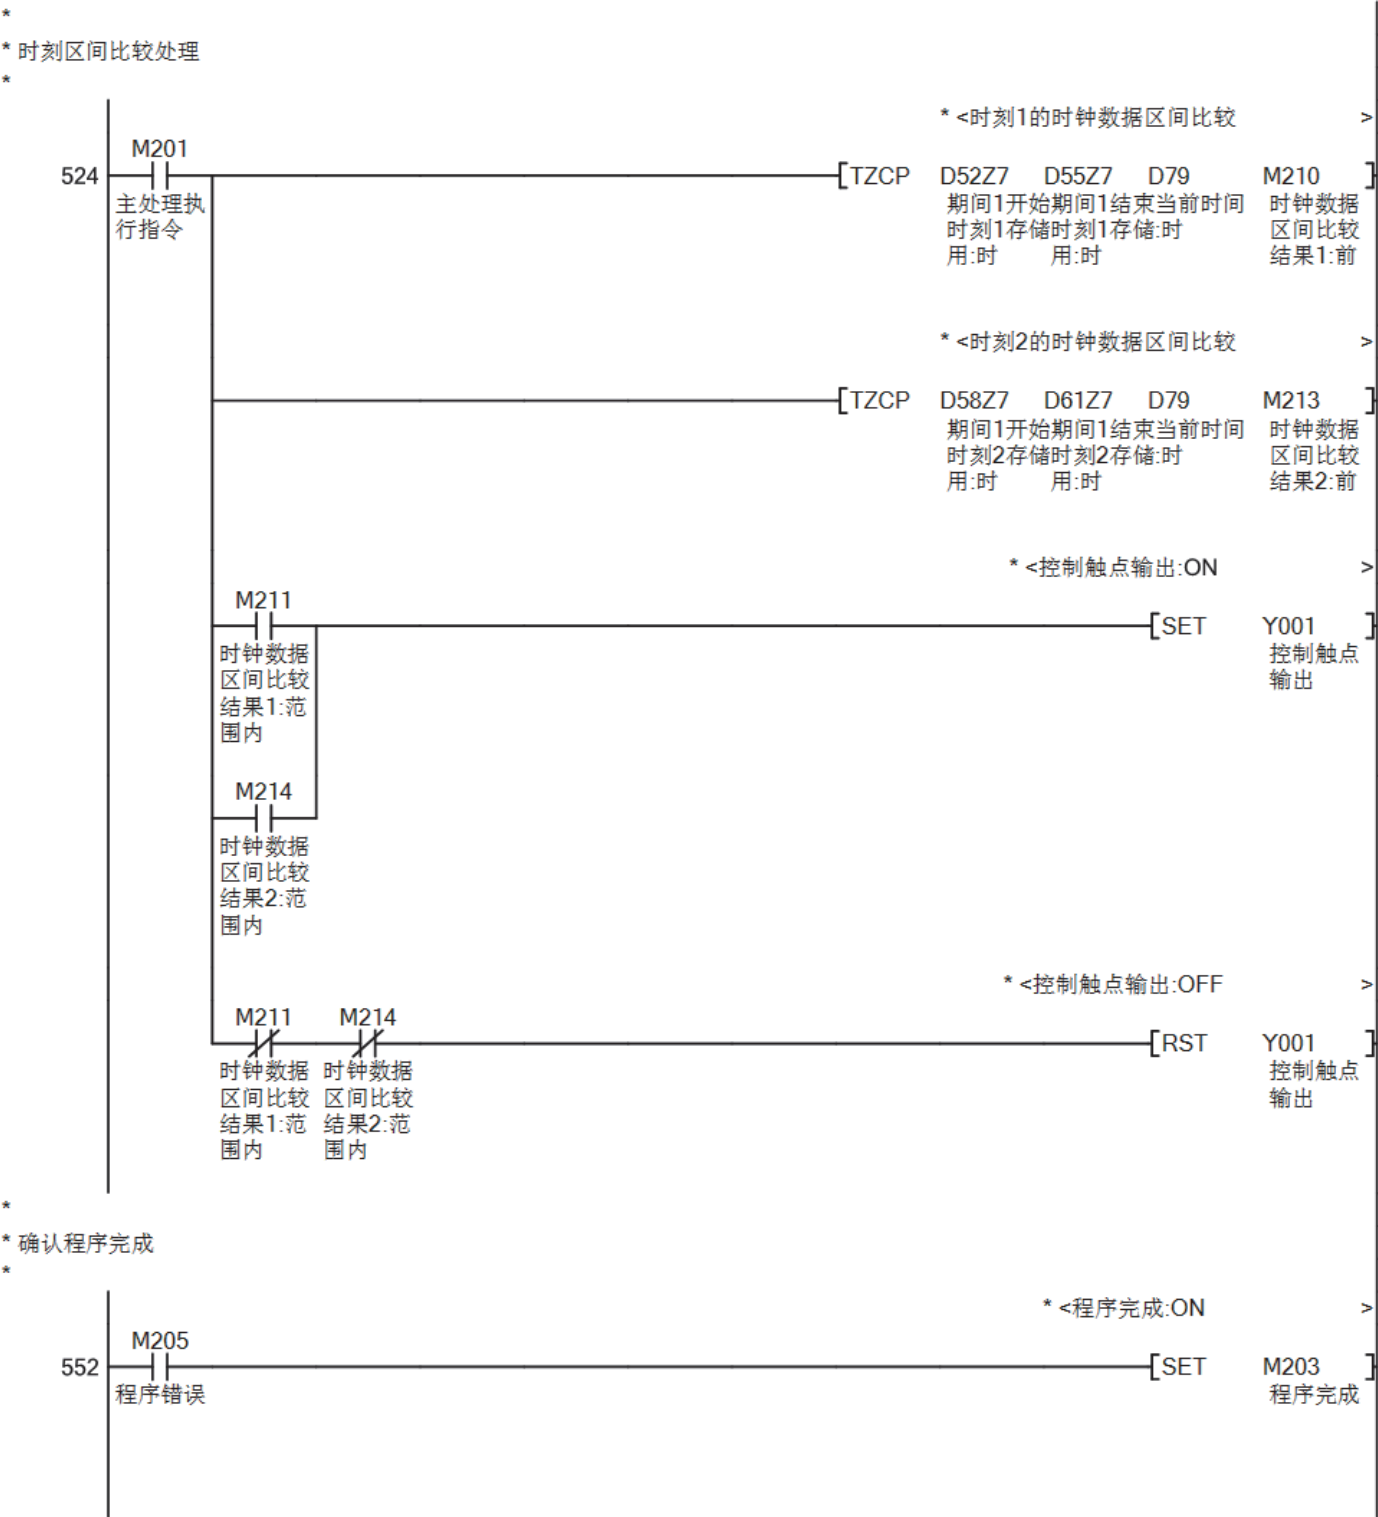 *
* 时刻区间比较处理
*
* <时刻1的时钟数据区间比较 >
M201
524 [TZCP D52Z7 D55Z7 D79 M210 ]
主处理执 期间1开始 期间1结束 当前时间 时钟数据
行指令 时刻1存储 时刻1存储 :时 区间比较
用:时 用:时 结果1:前
* <时刻2的时钟数据区间比较 >
[TZCP D58Z7 D61Z7 D79 M213 ]
期间1开始 期间1结束 当前时间 时钟数据
时刻2存储 时刻2存储 :时 区间比较
用:时 用:时 结果2:前
* <控制触点输出:ON >
M211
[SET Y001 ]
时钟数据 控制触点
区间比较 输出
结果1:范
围内
M214
时钟数据
区间比较
结果2:范
围内
* <控制触点输出:OFF >
M211 M214
[RST Y001 ]
时钟数据 时钟数据 控制触点
区间比较 区间比较 输出
结果1:范 结果2:范
围内 围内
*
* 确认程序完成
*
* <程序完成:ON >
M205
552 [SET M203 ]
程序错误 程序完成